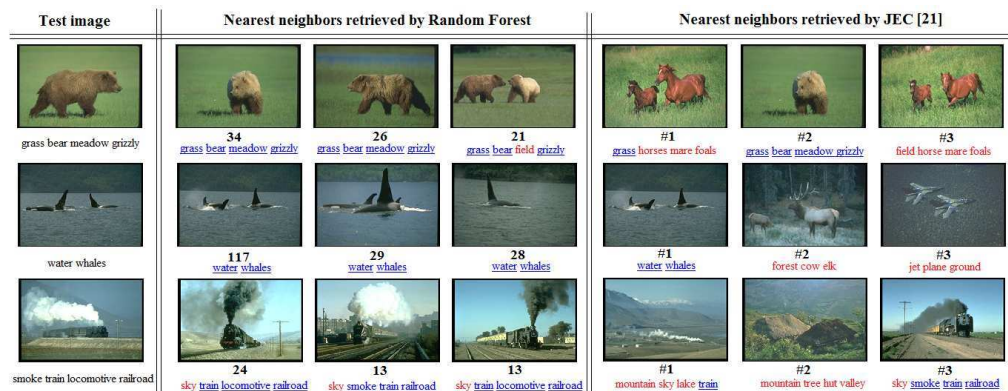 Test image Nearest neighbors retrieved by Random Forest Nearest neighbors retrieved by JEC [21]
34 26 21 #1 #2 #3
grass bear meadow grizzly grass bear meadow grizzly grass bear meadow grizzly grass bear field grizzly grass horses mare foals grass bear meadow grizzly field horse mare foals
117 29 28 #1 #2 #3
water whales water whales water whales water whales water whales forest cow elk jet plane ground
24 13 13 #1 #2 #3
smoke train locomotive railroad sky train locomotive railroad sky smoke train railroad sky train locomotive railroad mountain sky lake train mountain tree hut valley sky smoke train railroad